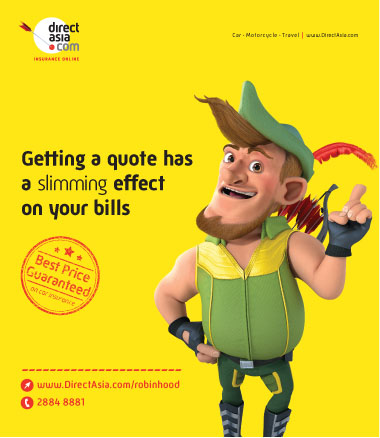 direct
asia
.com
INSURANCE ONLINE
Car - Motorcycle - Travel | www.DirectAsia.com
Getting a quote has
a slimming effect
on your bills
Best Price
Guaranteed
on car insurance
www.DirectAsia.com/robinhood
2884 8881